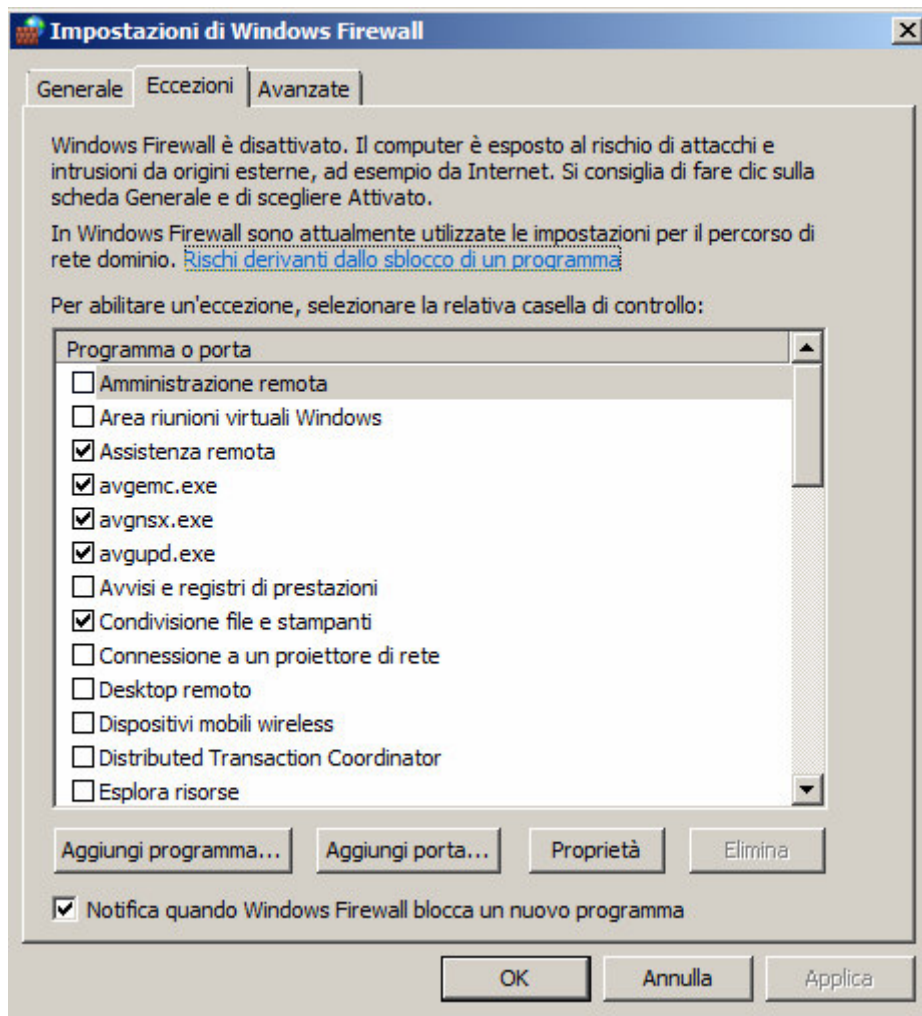 Impostazioni di Windows Firewall
Generale
Eccezioni
Avanzate
Windows Firewall è disattivato. Il computer è esposto al rischio di attacchi e
intrusioni da origini esterne, ad esempio da Internet. Si consiglia di fare clic sulla
scheda Generale e di scegliere Attivato.
In Windows Firewall sono attualmente utilizzate le impostazioni per il percorso di
rete dominio. Rischi derivanti dallo sblocco di un programma
Per abilitare un'eccezione, selezionare la relativa casella di controllo:
Programma o porta
Amministrazione remota
Area riunioni virtuali Windows
Assistenza remota
avgemc.exe
avgnsx.exe
avgupd.exe
Avvisi e registri di prestazioni
Condivisione file e stampanti
Connessione a un proiettore di rete
Desktop remoto
Dispositivi mobili wireless
Distributed Transaction Coordinator
Esplora risorse
Aggiungi programma...
Aggiungi porta...
Proprietà
Elimina
Notifica quando Windows Firewall blocca un nuovo programma
OK
Annulla
Applica